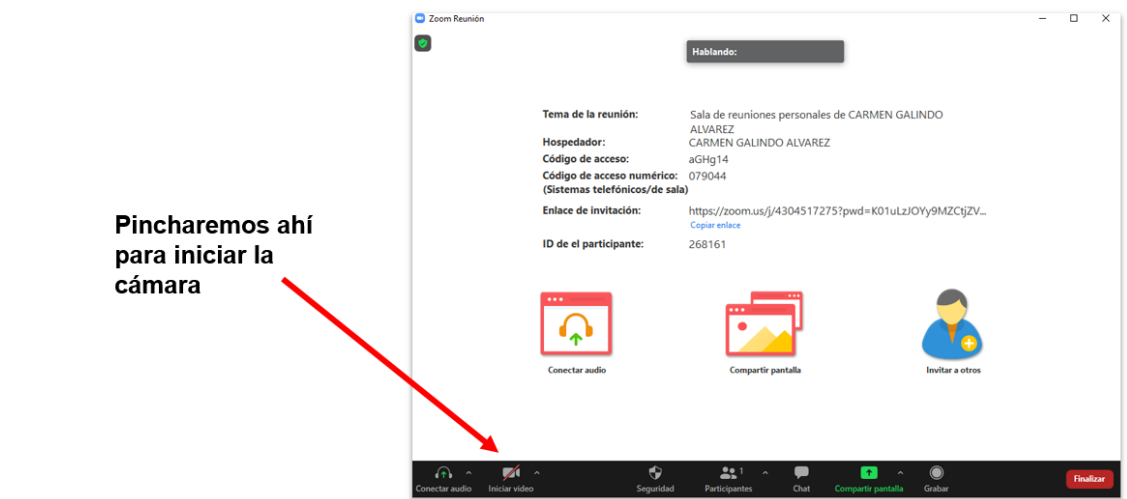 Zoom Reunión
Hablando:
Tema de la reunión: Sala de reuniones personales de CARMEN GALINDO
ALVAREZ
Hospedador: CARMEN GALINDO ALVAREZ
Código de acceso: aGHg14
Código de acceso numérico: 079044
(Sistemas telefónicos/de sala)
Enlace de invitación: https://zoom.us/j/4304517275?pwd=K01uLzJOYy9MZCtjZV...
Copiar enlace
ID de el participante: 268161
Pincharemos ahí
para iniciar la
cámara
Conectar audio Compartir pantalla Invitar a otros
1
Conectar audio Iniciar video Seguridad Participantes Chat Compartir pantalla Grabar Finalizar